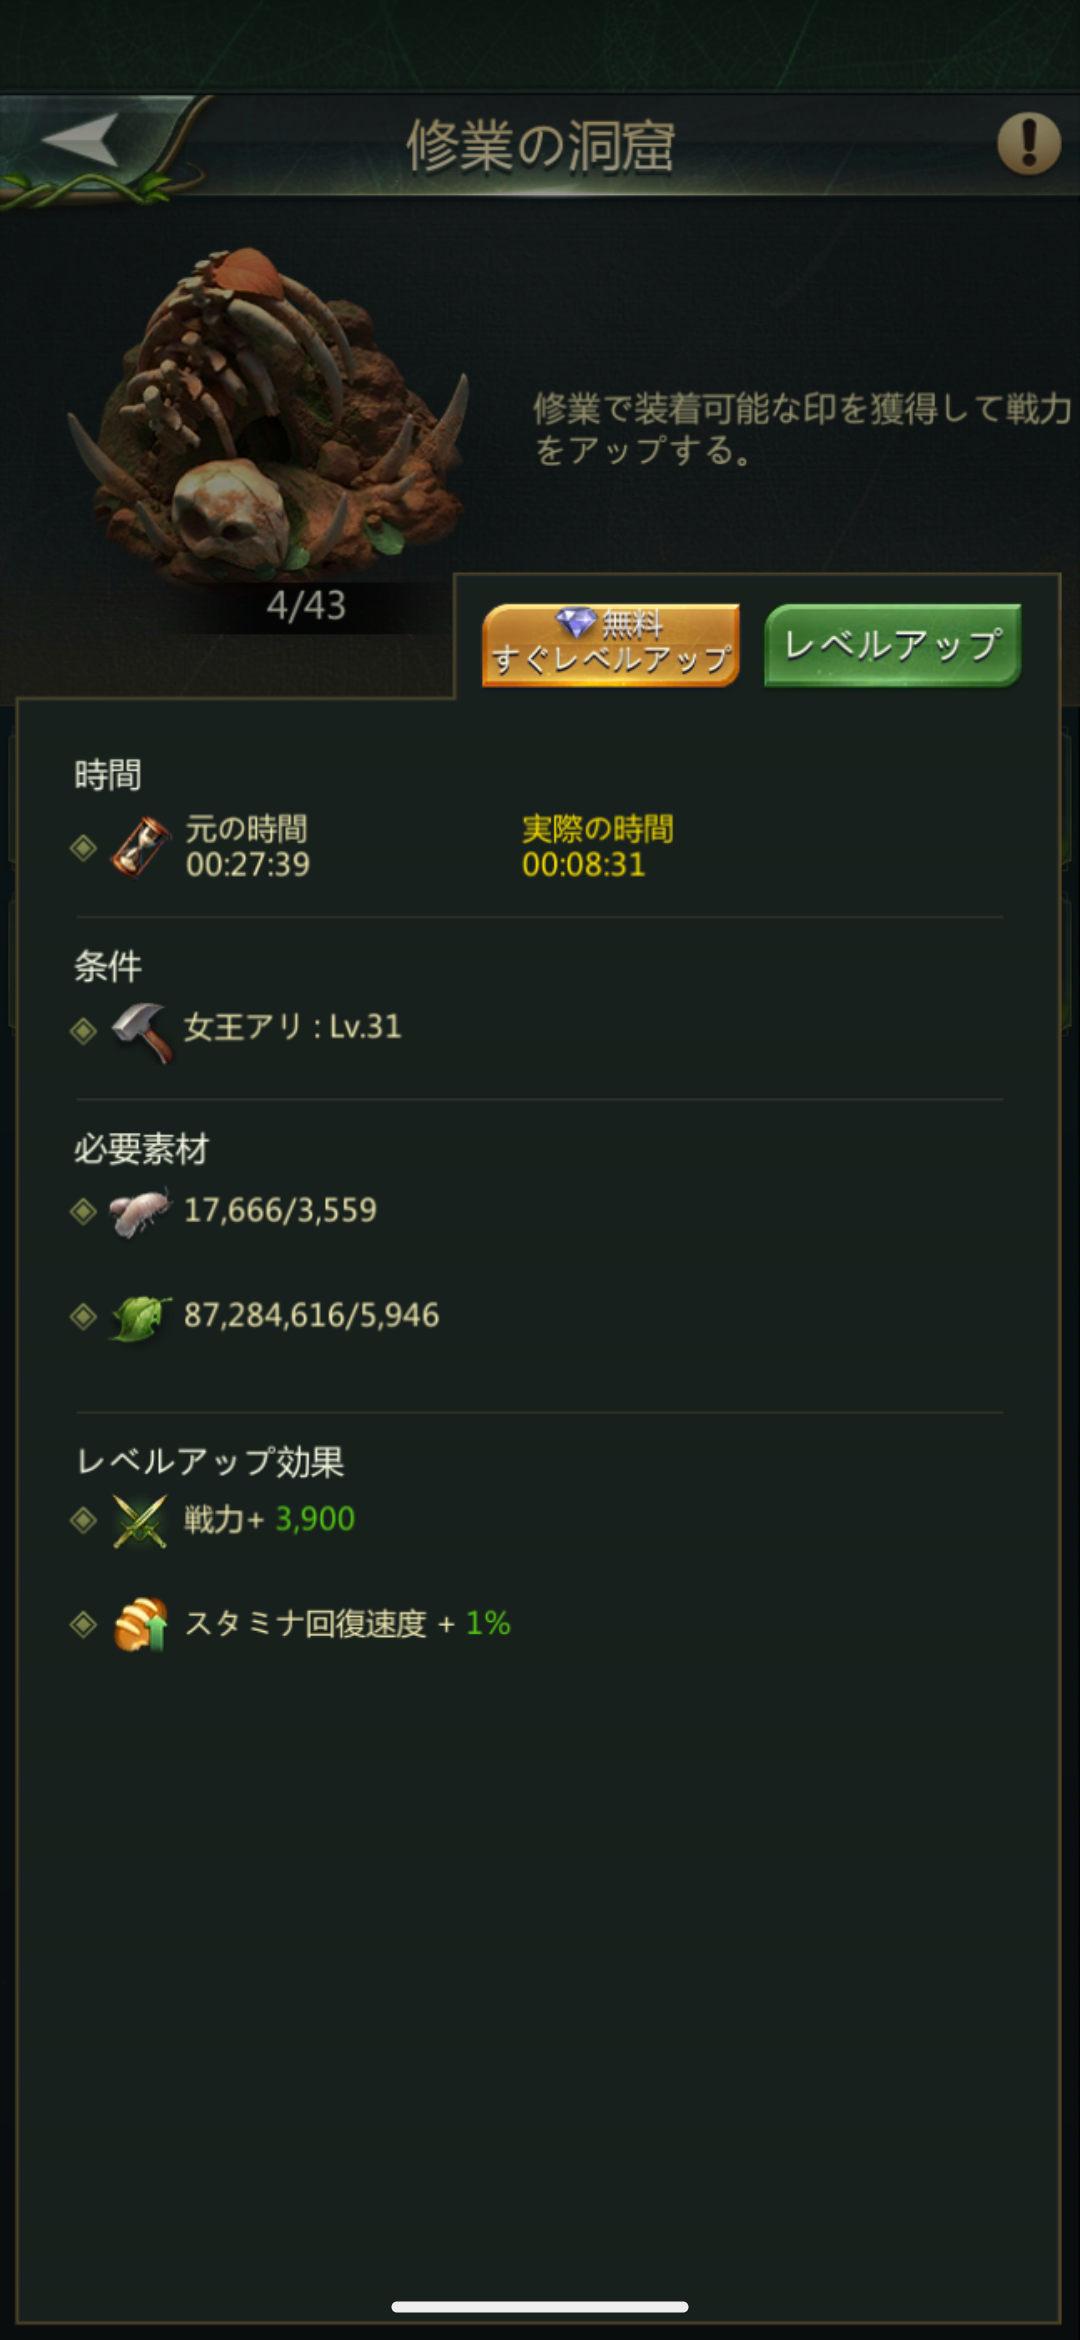 修業の洞窟
修業で装着可能な印を獲得して戦力
をアップする。
4/43
無料
すぐレベルアップ
レベルアップ
時間
元の時間
実際の時間
00:27:39
00:08:31
条件
女王アリ : Lv.31
必要素材
17,666/3,559
87,284,616/5,946
レベルアップ効果
戦力+ 3,900
スタミナ回復速度 + 1%